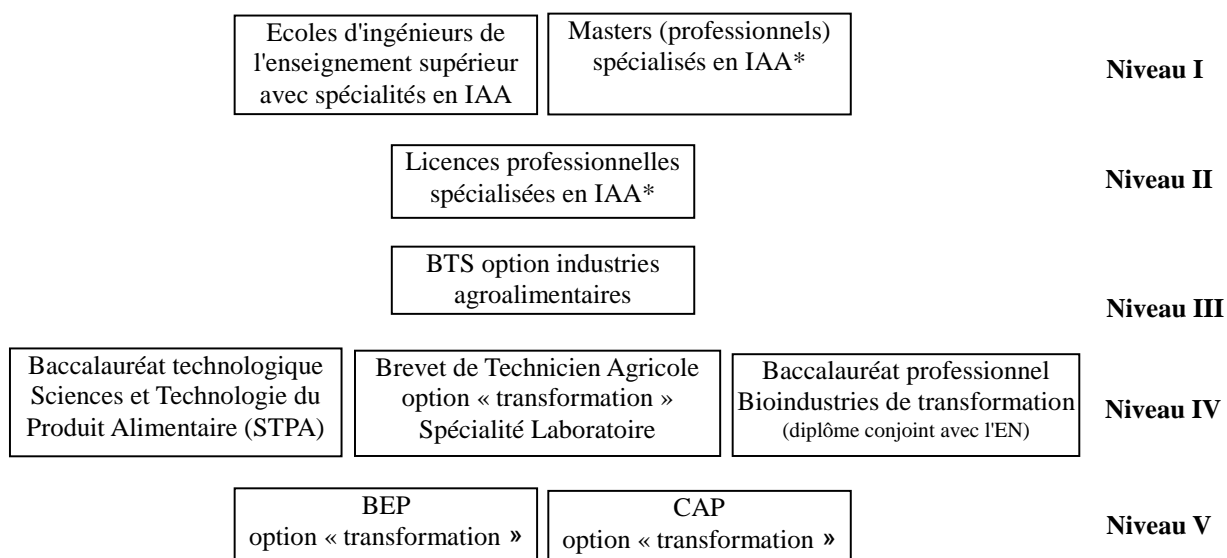 Ecoles d'ingénieurs de
l'enseignement supérieur
avec spécialités en IAA
Masters (professionnels)
spécialisés en IAA*
Niveau I
Licences professionnelles
spécialisées en IAA*
Niveau II
BTS option industries
agroalimentaires
Niveau III
Baccalauréat technologique
Sciences et Technologie du
Produit Alimentaire (STPA)
Brevet de Technicien Agricole
option « transformation »
Spécialité Laboratoire
Baccalauréat professionnel
Bioindustries de transformation
(diplôme conjoint avec l'EN)
Niveau IV
BEP
option « transformation »
CAP
option « transformation »
Niveau V